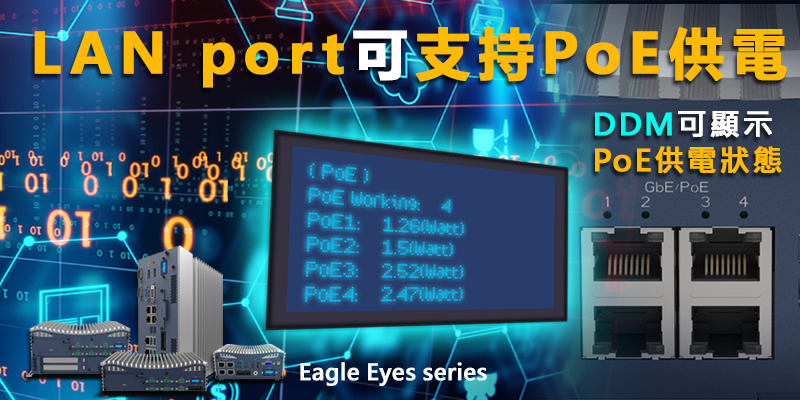 LAN port可支持PoE供電
DDM可顯示
PoE供電狀態
GbE/PoE
1 2 3 4
(PoE)
PoE Working: 4
PoE1: 1.26(Watt)
PoE2: 1.5(Watt)
PoE3: 2.52(Watt)
PoE4: 2.47(Watt)
Eagle Eyes series